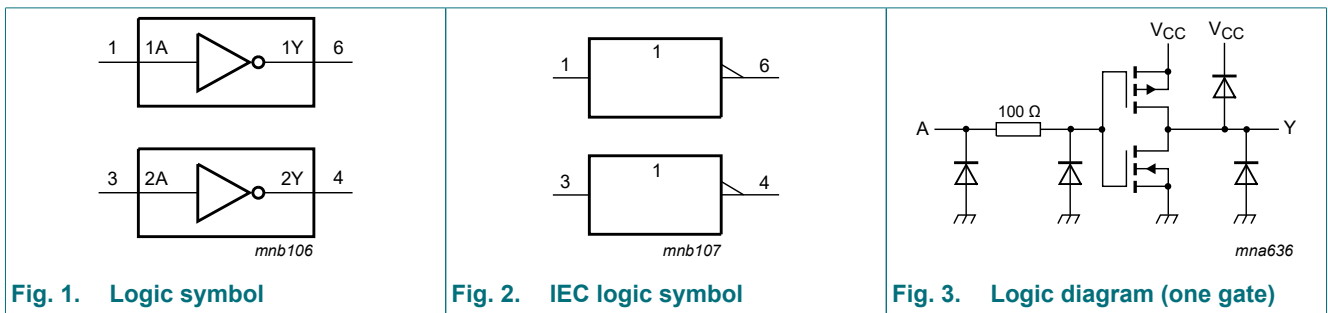 1 1A 1Y 6
3 2A 2Y 4
mnb106
Fig. 1. Logic symbol
1 1 6
3 1 4
mnb107
Fig. 2. IEC logic symbol
VCC VCC
100 Ω
A Y
mna636
Fig. 3. Logic diagram (one gate)